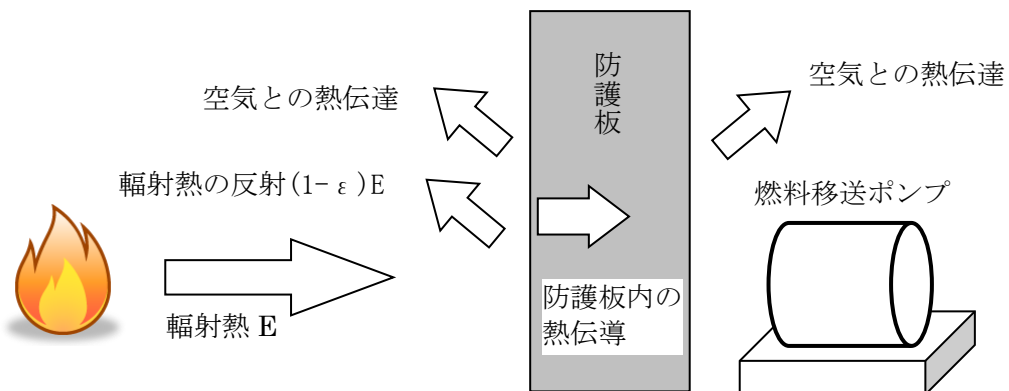 防護板
空気との熱伝達
空気との熱伝達
輻射熱の反射(1-ε)E
燃料移送ポンプ
防護板内の
熱伝導
輻射熱 E